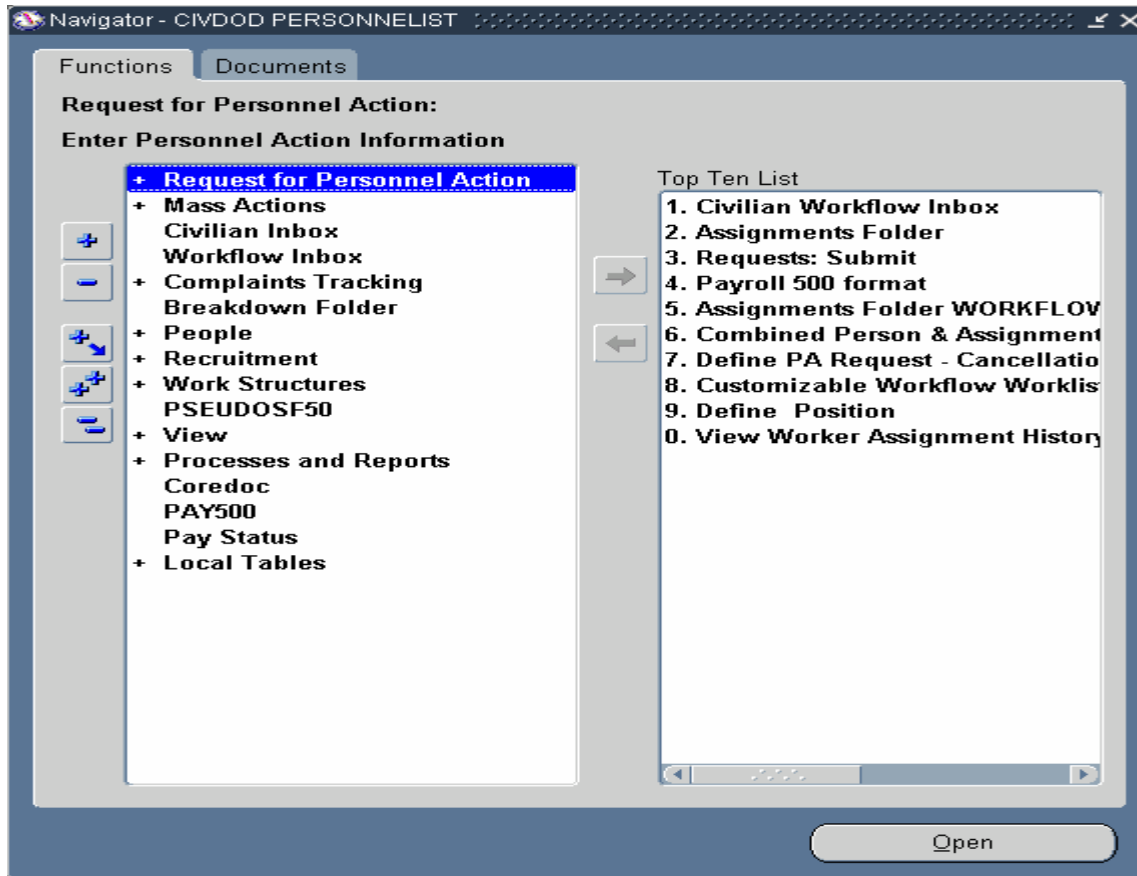 Navigator - CIVDOD PERSONNELIST
Functions
Documents
Request for Personnel Action:
Enter Personnel Action Information
+ Request for Personnel Action
+ Mass Actions
Civilian Inbox
Workflow Inbox
+ Complaints Tracking
Breakdown Folder
+ People
+ Recruitment
+ Work Structures
PSEUDOSF50
+ View
+ Processes and Reports
Coredoc
PAY500
Pay Status
+ Local Tables
Top Ten List
1. Civilian Workflow Inbox
2. Assignments Folder
3. Requests: Submit
4. Payroll 500 format
5. Assignments Folder WORKFLOV
6. Combined Person & Assignment
7. Define PA Request - Cancellatio
8. Customizable Workflow Worklis
9. Define  Position
0. View Worker Assignment History
Open